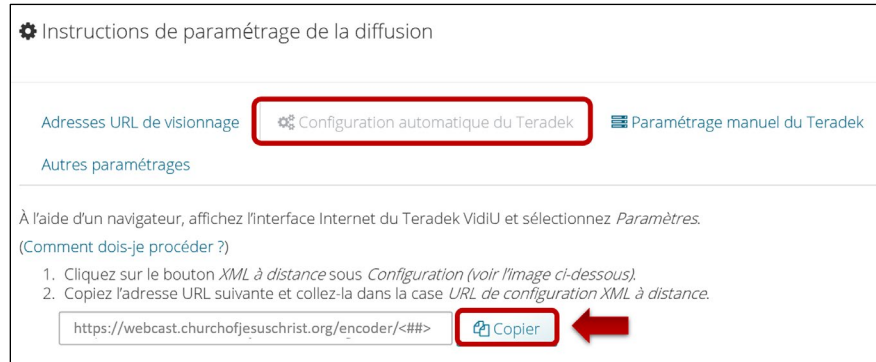 Instructions de paramétrage de la diffusion
Adresses URL de visionnage Configuration automatique du Teradek Paramétrage manuel du Teradek
Autres paramétrages
À l'aide d'un navigateur, affichez l'interface Internet du Teradek VidiU et sélectionnez Paramètres.
(Comment dois-je procéder ?)
1. Cliquez sur le bouton XML à distance sous Configuration (voir l'image ci-dessous).
2. Copiez l'adresse URL suivante et collez-la dans la case URL de configuration XML à distance.
https://webcast.churchofjesuschrist.org/encoder/<##> Copier